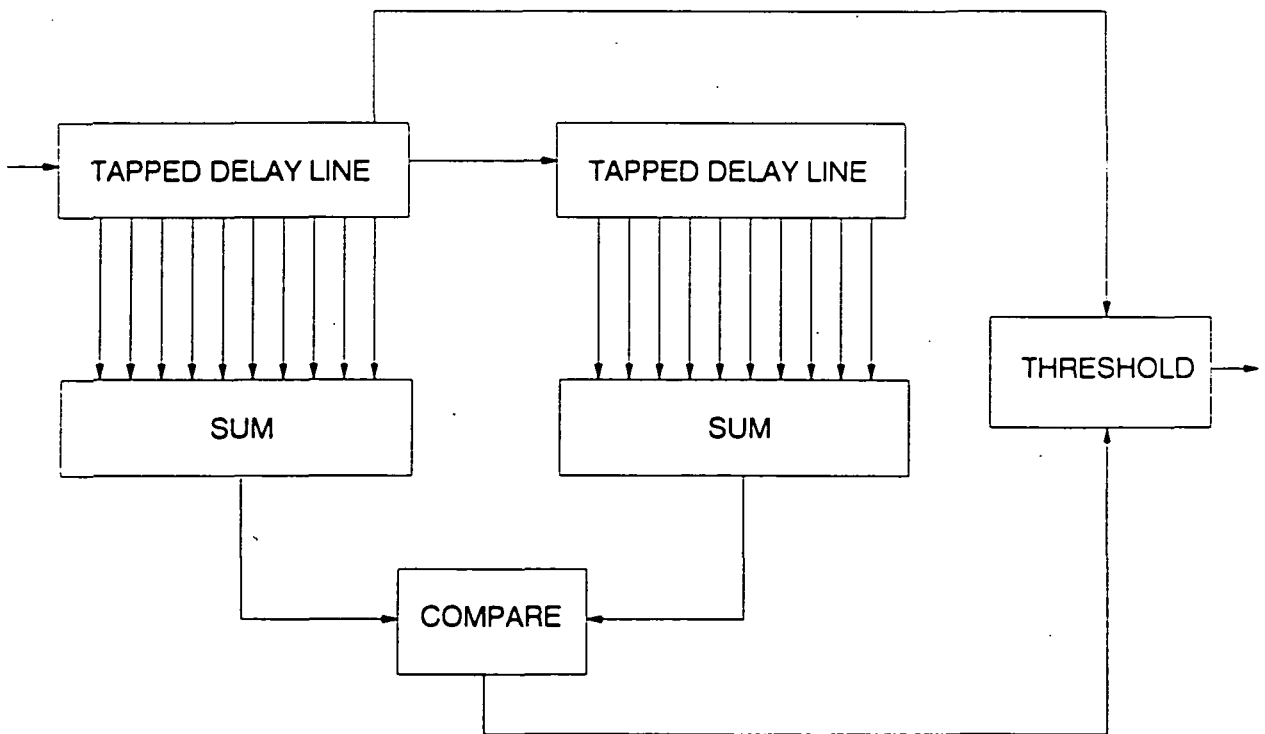 TAPPED DELAY LINE
TAPPED DELAY LINE
THRESHOLD
SUM
SUM
COMPARE